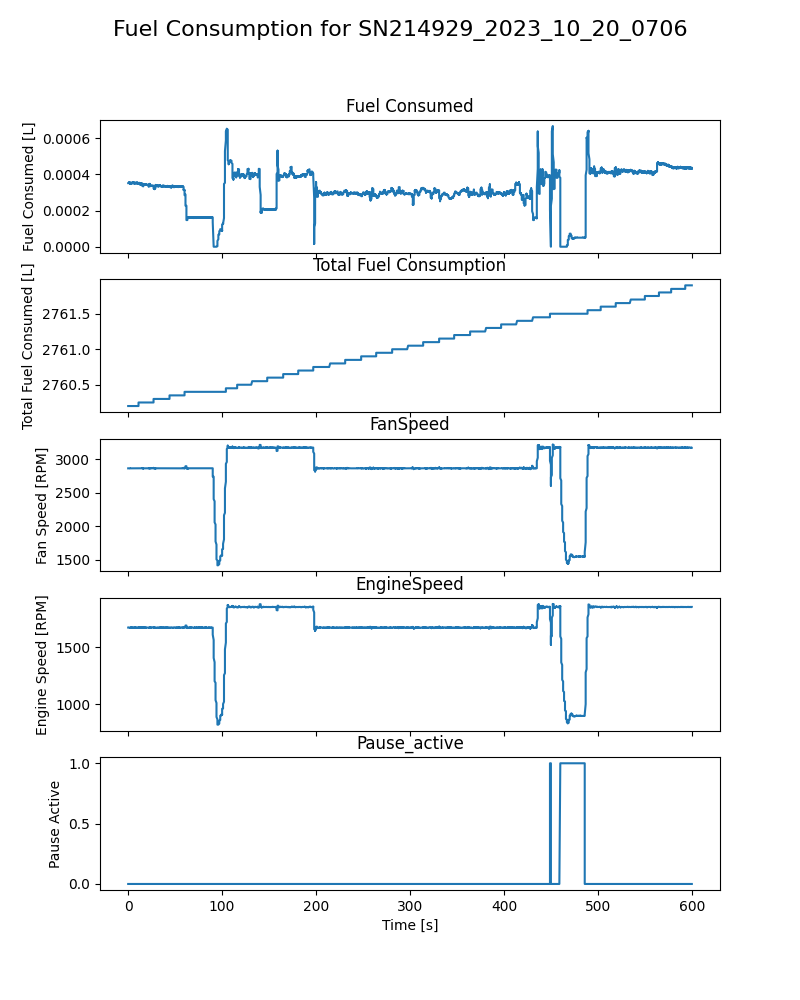 Fuel Consumption for SN214929_2023_10_20_0706
Fuel Consumed
Fuel Consumed [L]
0.0006
0.0004
0.0002
0.0000
Total Fuel Consumption
Total Fuel Consumed [L]
2761.5
2761.0
2760.5
FanSpeed
Fan Speed [RPM]
3000
2500
2000
1500
EngineSpeed
Engine Speed [RPM]
1500
1000
Pause_active
Pause Active
1.0
0.5
0.0
0 100 200 300 400 500 600
Time [s]